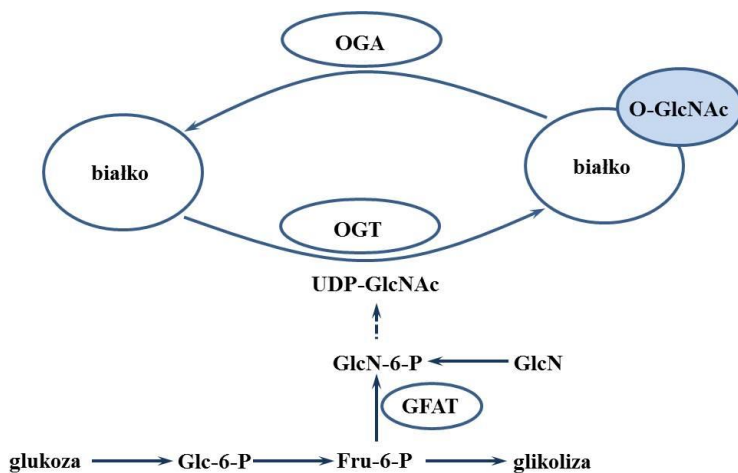 OGA
O-GlcNAc
białko
białko
OGT
UDP-GlcNAc
GlcN-6-P
GlcN
GFAT
glukoza
Glc-6-P
Fru-6-P
glikoliza